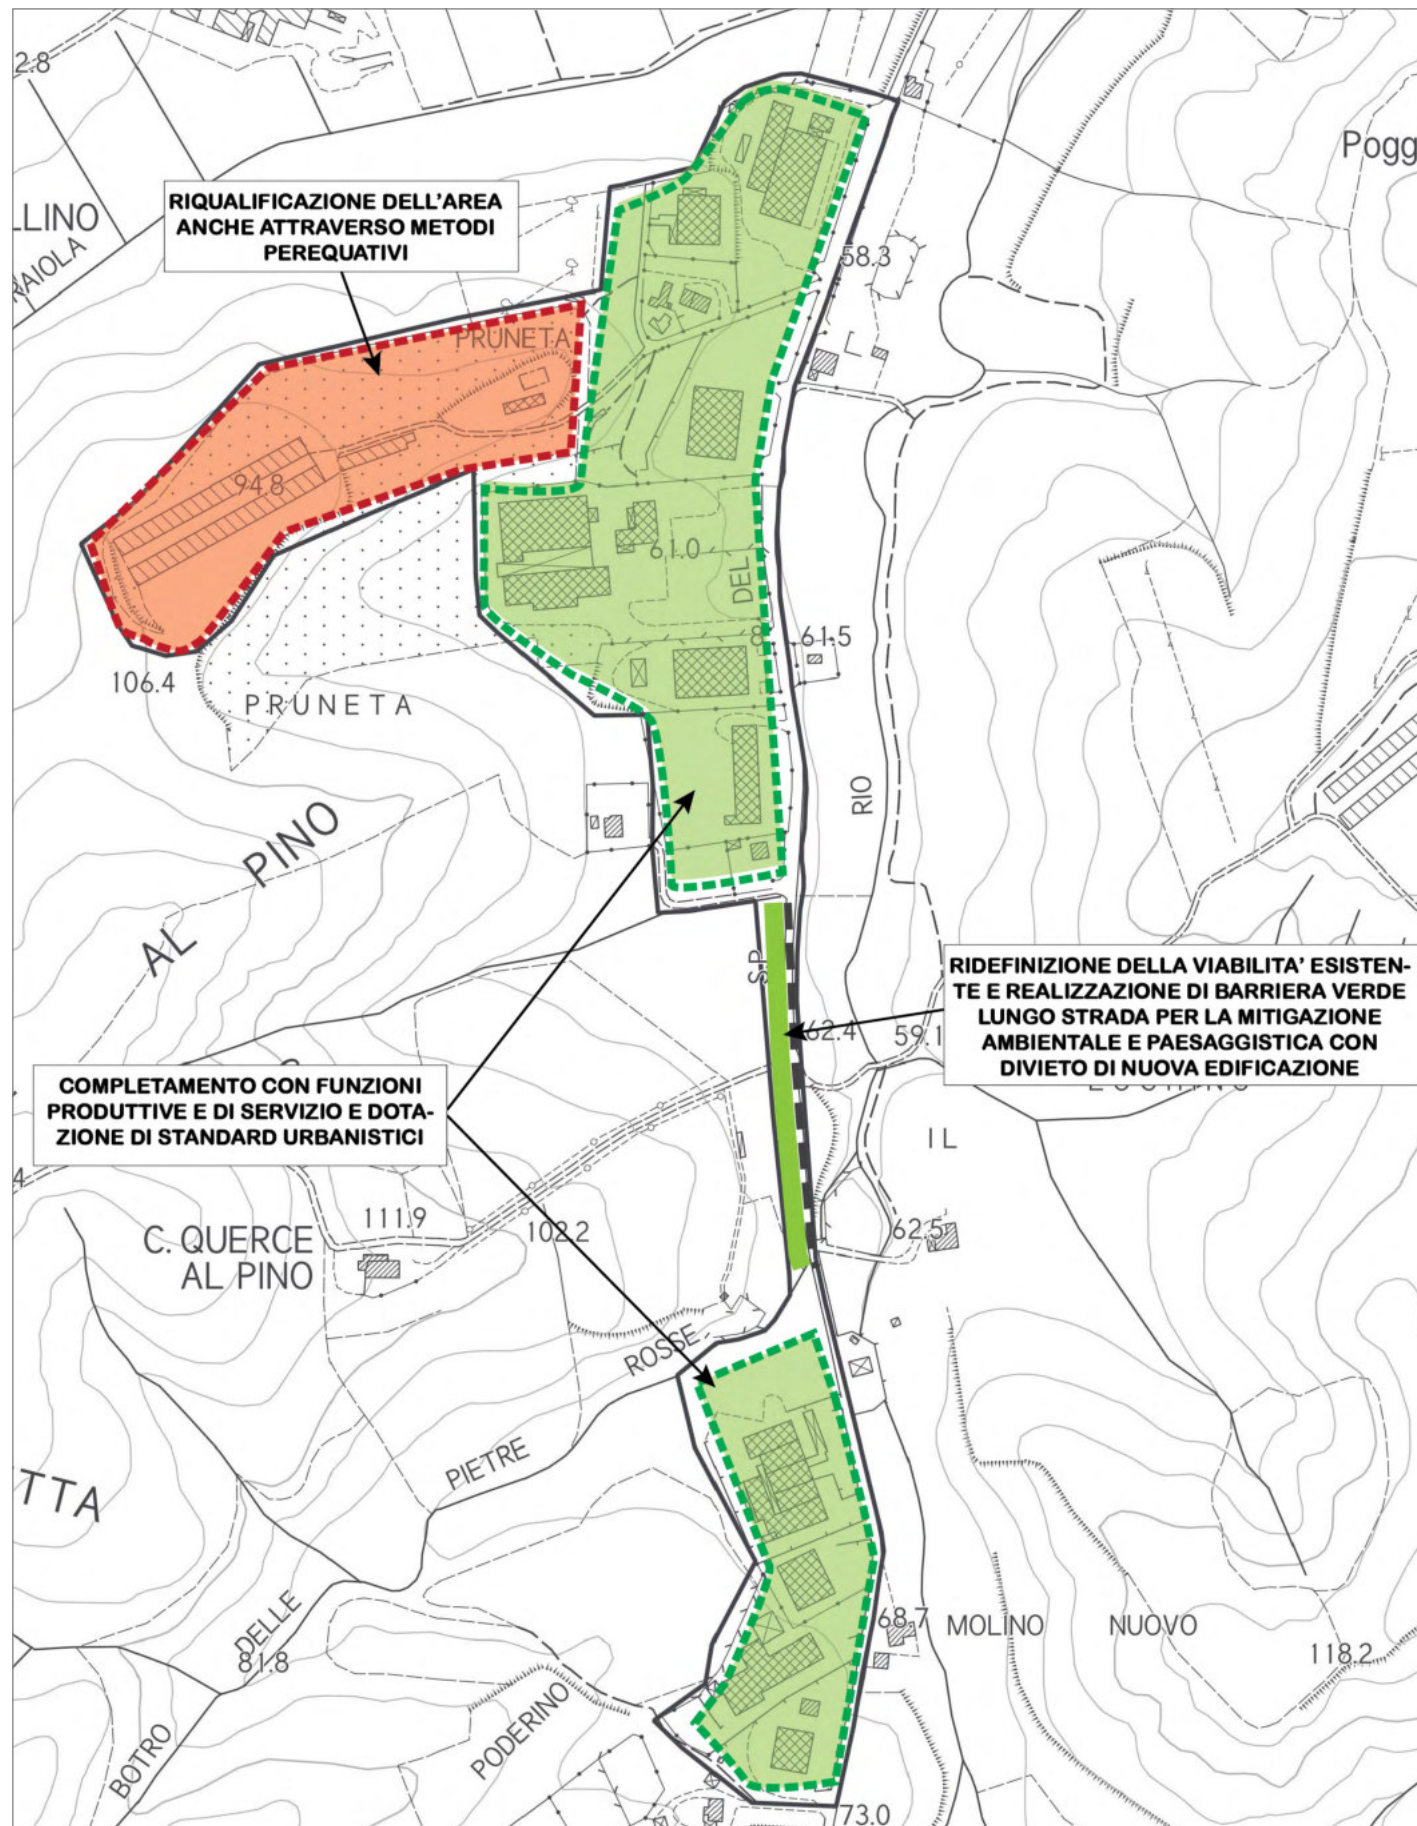 2.8
Pogg
RIQUALIFICAZIONE DELL'AREA
ANCHE ATTRAVERSO METODI
PEREQUATIVI
LLINO
RAIOLA
58.3
PRUNETA
L
94.8
61.0
DEL
8
61.5
106.4
PRUNETA
RIO
AL PINO
S.P.
RIDEFINIZIONE DELLA VIABILITA' ESISTEN-
TE E REALIZZAZIONE DI BARRIERA VERDE
LUNGO STRADA PER LA MITIGAZIONE
AMBIENTALE E PAESAGGISTICA CON
DIVIETO DI NUOVA EDIFICAZIONE
62.4
59.1
COMPLETAMENTO CON FUNZIONI
PRODUTTIVE E DI SERVIZIO E DOTA-
ZIONE DI STANDARD URBANISTICI
IL
4
111.9
102.2
62.5
C. QUERCE
AL PINO
ROSSE
PIETRE
TTA
DELLE
81.8
68.7
MOLINO NUOVO
118.2
PODERINO
BOTRO
73.0